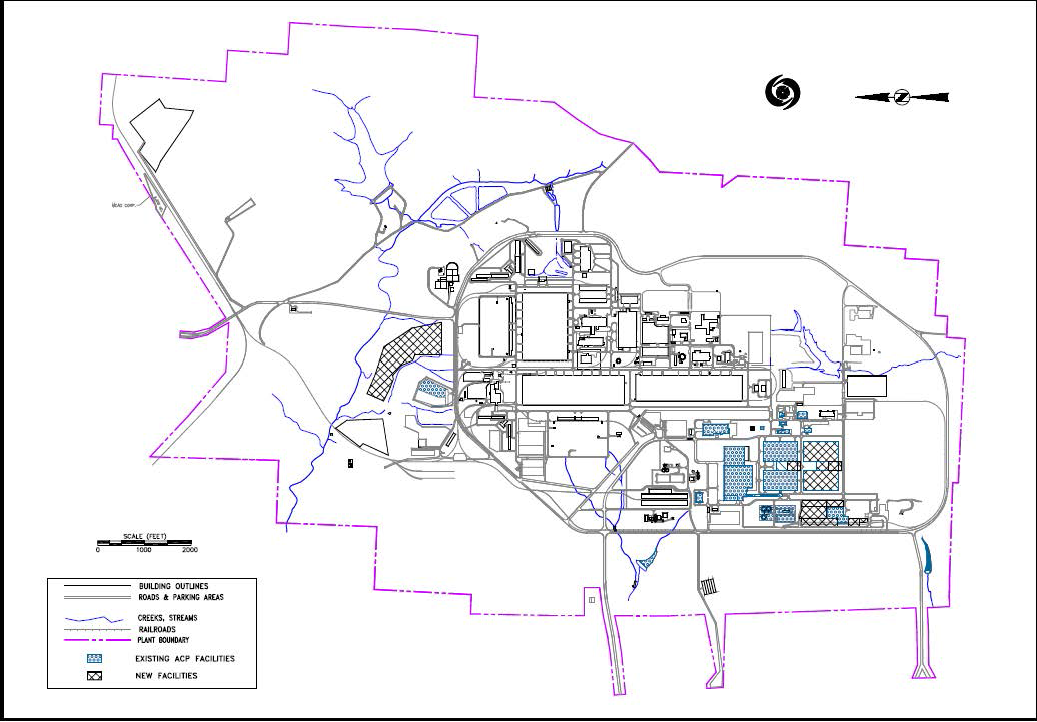 SCALE (FEET)
0 1000 2000
BUILDING OUTLINES
ROADS & PARKING AREAS
CREEKS, STREAMS
RAILROADS
PLANT BOUNDARY
EXISTING ACP FACILITIES
NEW FACILITIES